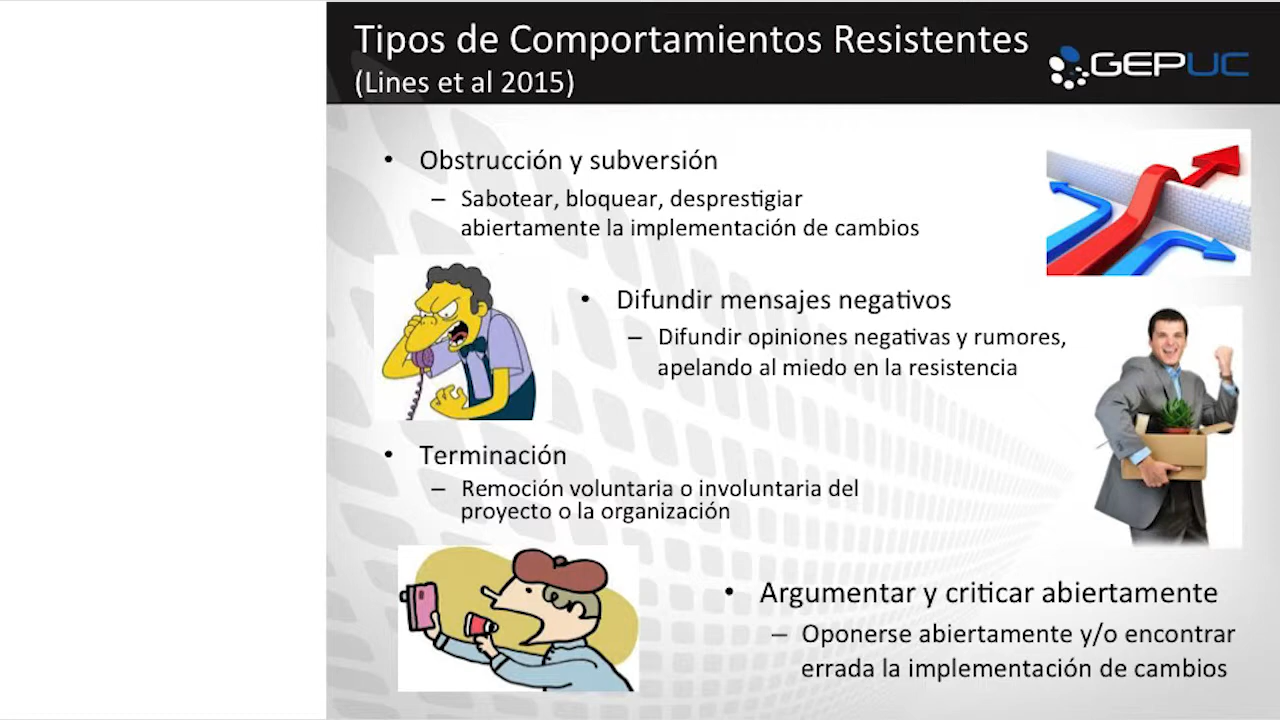 Tipos de Comportamientos Resistentes
(Lines et al 2015)
GEPUC
• Obstrucción y subversión
– Sabotear, bloquear, desprestigiar
abiertamente la implementación de cambios
• Difundir mensajes negativos
– Difundir opiniones negativas y rumores,
apelando al miedo en la resistencia
• Terminación
– Remoción voluntaria o involuntaria del
proyecto o la organización
• Argumentar y criticar abiertamente
– Oponerse abiertamente y/o encontrar
errada la implementación de cambios